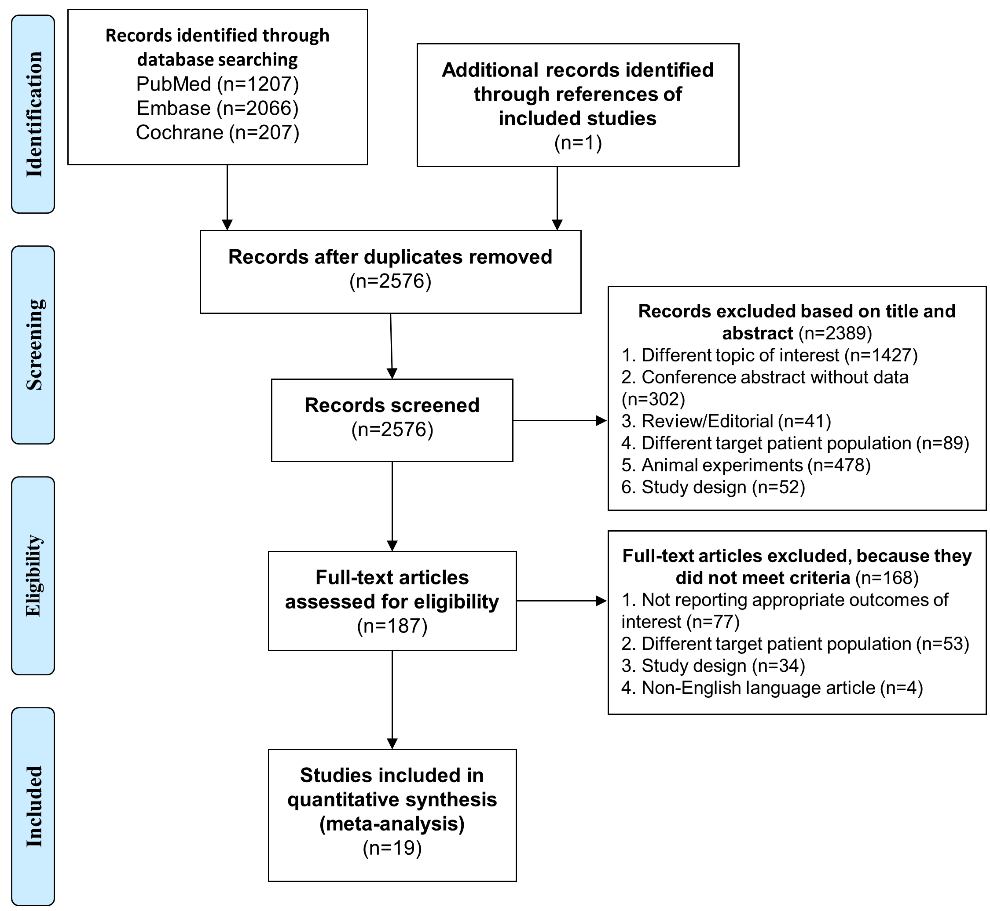 Identification
Records identified through
database searching
PubMed (n=1207)
Embase (n=2066)
Cochrane (n=207)
Additional records identified
through references of
included studies
(n=1)
Records after duplicates removed
(n=2576)
Screening
Records screened
(n=2576)
Records excluded based on title and
abstract (n=2389)
1. Different topic of interest (n=1427)
2. Conference abstract without data
(n=302)
3. Review/Editorial (n=41)
4. Different target patient population (n=89)
5. Animal experiments (n=478)
6. Study design (n=52)
Eligibility
Full-text articles
assessed for eligibility
(n=187)
Full-text articles excluded, because they
did not meet criteria (n=168)
1. Not reporting appropriate outcomes of
interest (n=77)
2. Different target patient population (n=53)
3. Study design (n=34)
4. Non-English language article (n=4)
Included
Studies included in
quantitative synthesis
(meta-analysis)
(n=19)